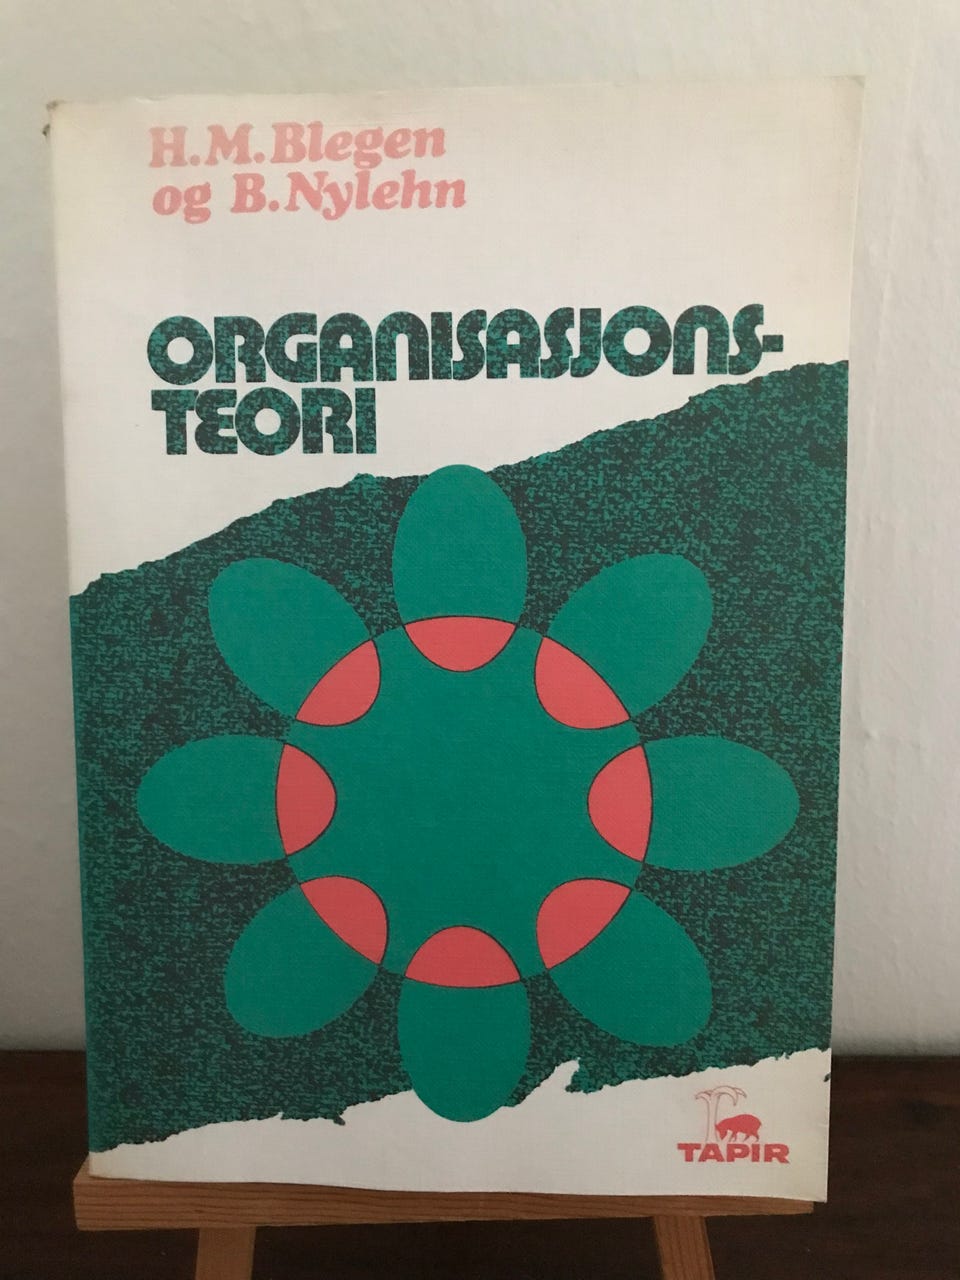 H.M.Blegen
og B.Nylehn
ORGANISASJONS-
TEORI
TAPIR